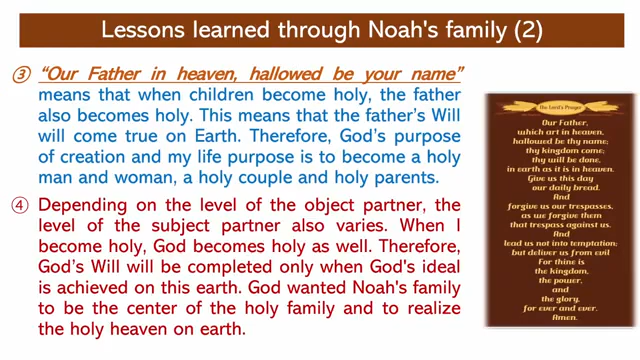 Lessons learned through Noah's family (2)
③ "Our Father in heaven, hallowed be your name"
means that when children become holy, the father
also becomes holy. This means that the father's Will
will come true on Earth. Therefore, God's purpose
of creation and my life purpose is to become a holy
man and woman, a holy couple and holy parents.
④ Depending on the level of the object partner, the
level of the subject partner also varies. When I
become holy, God becomes holy as well. Therefore,
God's Will will be completed only when God's ideal
is achieved on this earth. God wanted Noah's family
to be the center of the holy family and to realize
the holy heaven on earth.
The Lord's Prayer
Our Father,
which art in heaven,
hallowed be thy name;
thy kingdom come;
thy will be done,
in earth as it is in heaven.
Give us this day
our daily bread.
And
forgive us our trespasses,
as we forgive them
that trespass against us.
And
lead us not into temptation;
but deliver us from evil
For thine is
the kingdom,
the power,
and
the glory,
for ever and ever.
Amen.